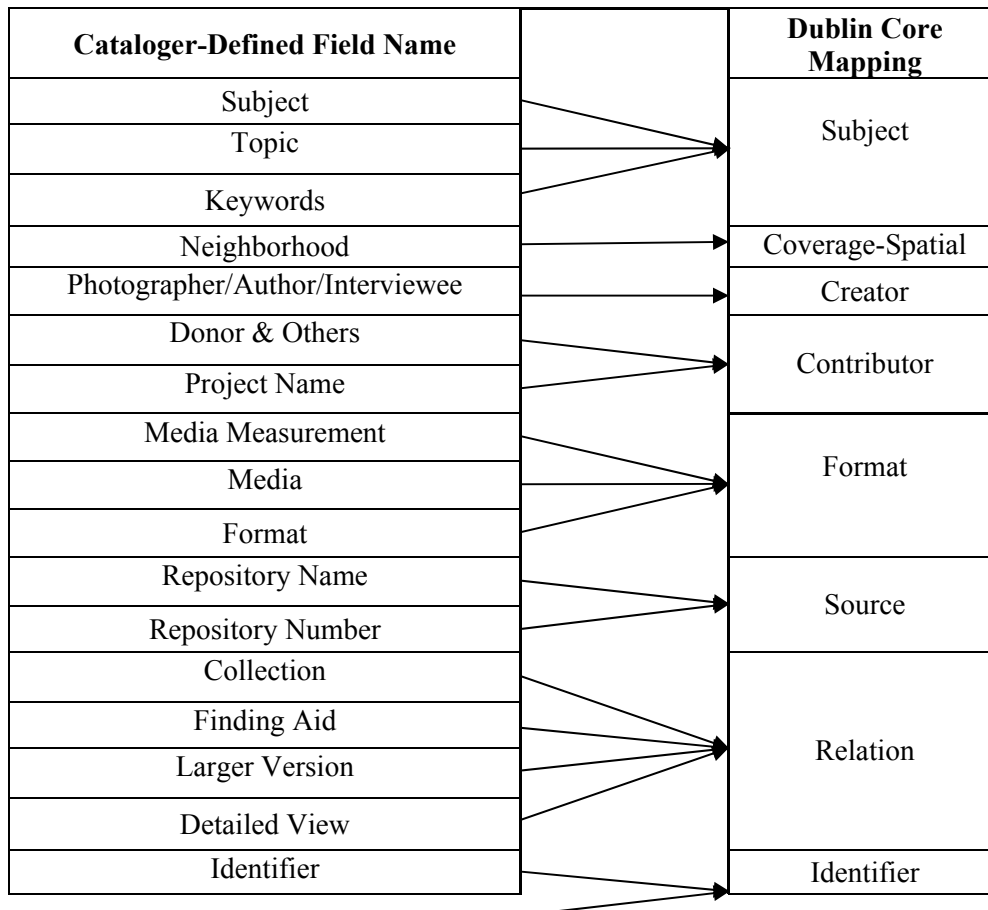 Cataloger-Defined Field Name
Dublin Core
Mapping
Subject
Topic
Keywords
Subject
Neighborhood
Coverage-Spatial
Photographer/Author/Interviewee
Creator
Donor & Others
Project Name
Contributor
Media Measurement
Media
Format
Format
Repository Name
Repository Number
Source
Collection
Finding Aid
Larger Version
Detailed View
Relation
Identifier
Identifier